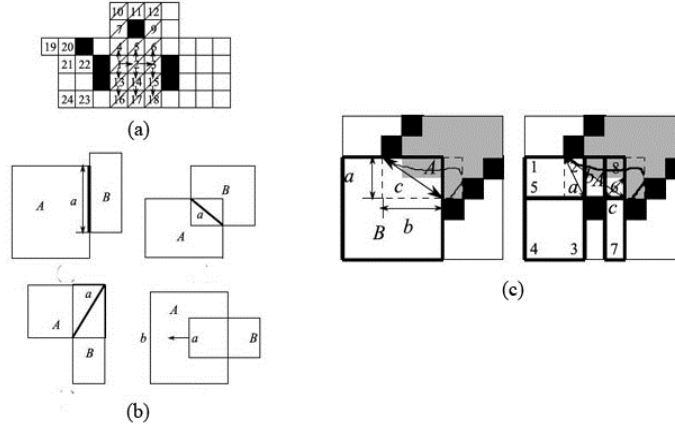 10 11 12
7 9
19 20 4 5 6
21 22 2 3
13 14 15
24 23 16 17 18
(a)
A a B
B a A
a A B
A b a B
(b)
a A c B b
1 2 8 b 5 a A 6 c 4 3 7
(c)